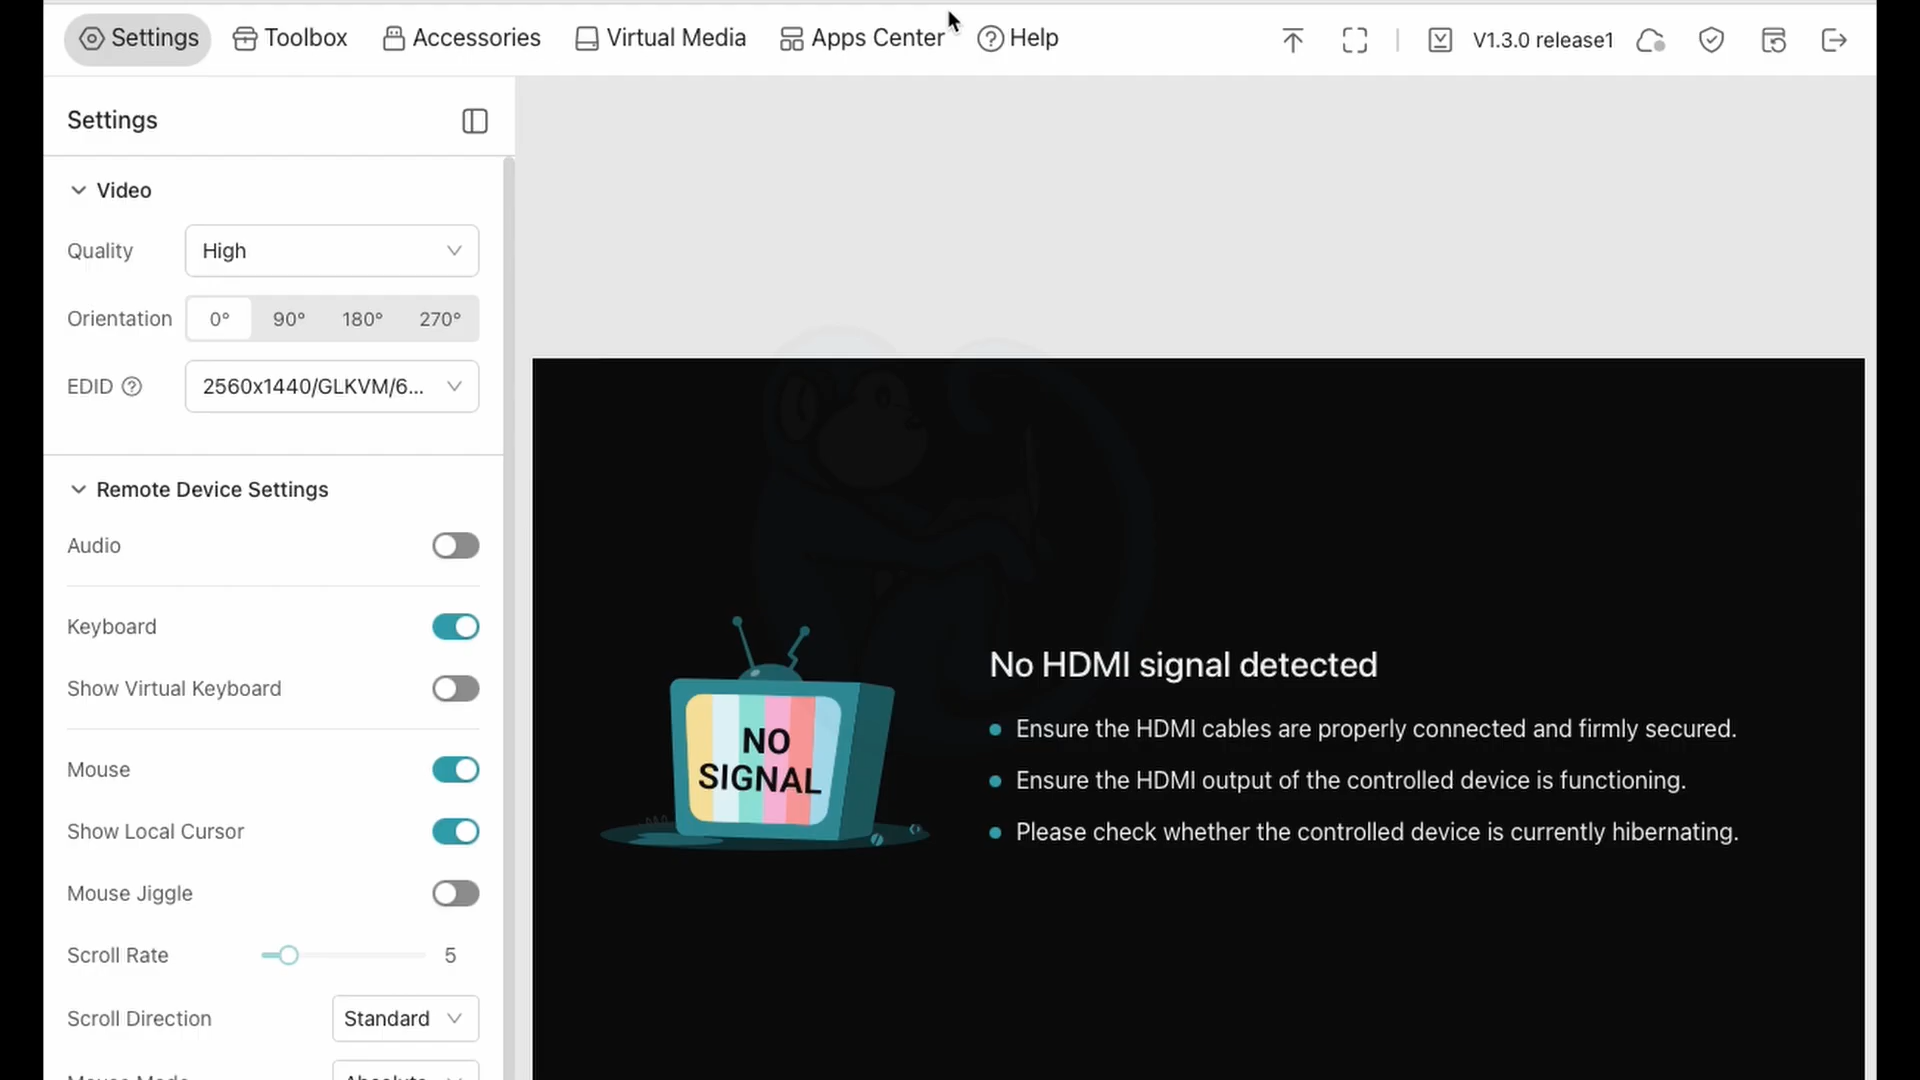 Settings
Toolbox
Accessories
Virtual Media
Apps Center
Help
V1.3.0 release1
Settings
Video
Quality
High
Orientation
0°
90°
180°
270°
EDID
2560x1440/GLKVM/6...
Remote Device Settings
Audio
Keyboard
Show Virtual Keyboard
Mouse
Show Local Cursor
Mouse Jiggle
Scroll Rate
5
Scroll Direction
Standard
Mouse Mode
Absolute
NO
SIGNAL
No HDMI signal detected
Ensure the HDMI cables are properly connected and firmly secured.
Ensure the HDMI output of the controlled device is functioning.
Please check whether the controlled device is currently hibernating.